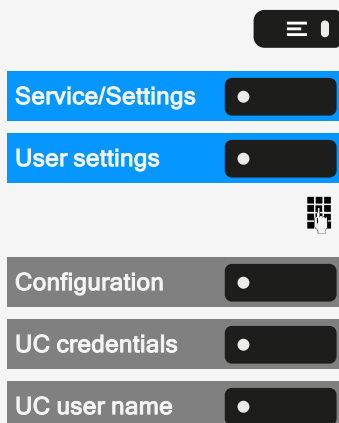 Service/Settings
User settings
Configuration
UC credentials
UC user name